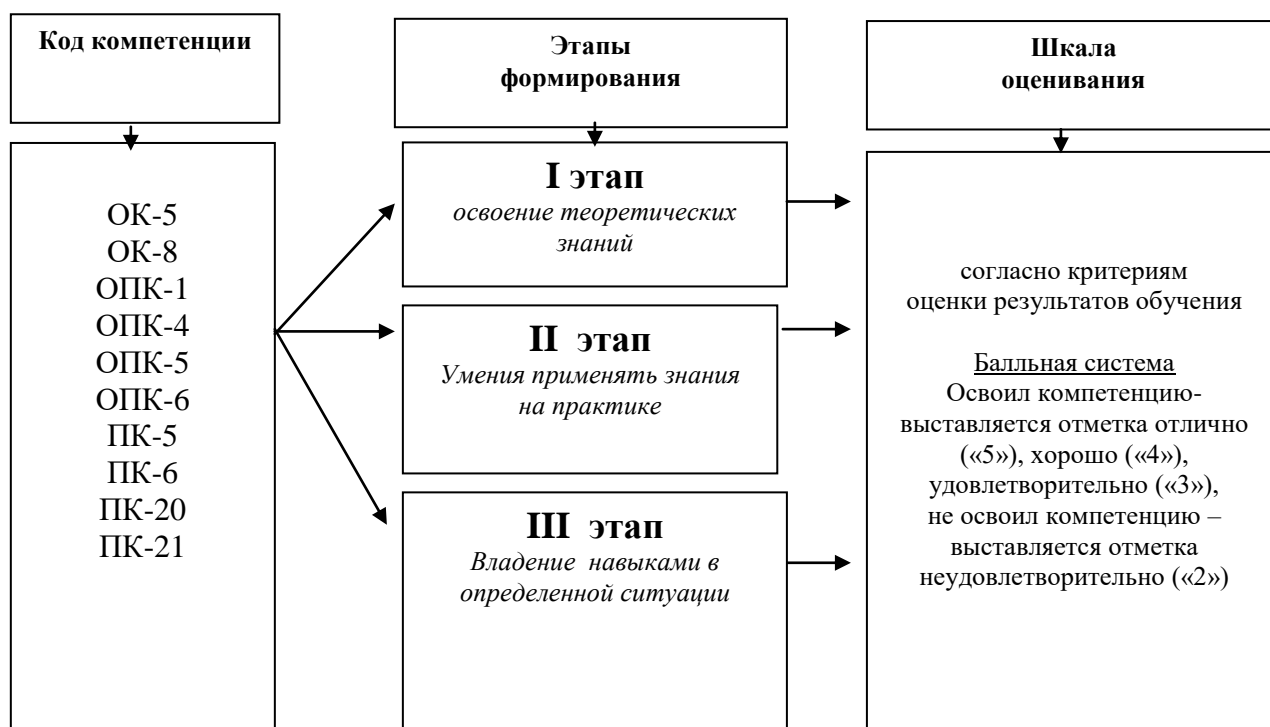 Код компетенции
Этапы
формирования
Шкала
оценивания
ОК-5
ОК-8
ОПК-1
ОПК-4
ОПК-5
ОПК-6
ПК-5
ПК-6
ПК-20
ПК-21
I этап
освоение теоретических
знаний
II этап
Умения применять знания
на практике
III этап
Владение навыками в
определенной ситуации
согласно критериям
оценки результатов обучения
Балльная система
Освоил компетенцию-
выставляется отметка отлично
(«5»), хорошо («4»),
удовлетворительно («3»),
не освоил компетенцию –
выставляется отметка
неудовлетворительно («2»)